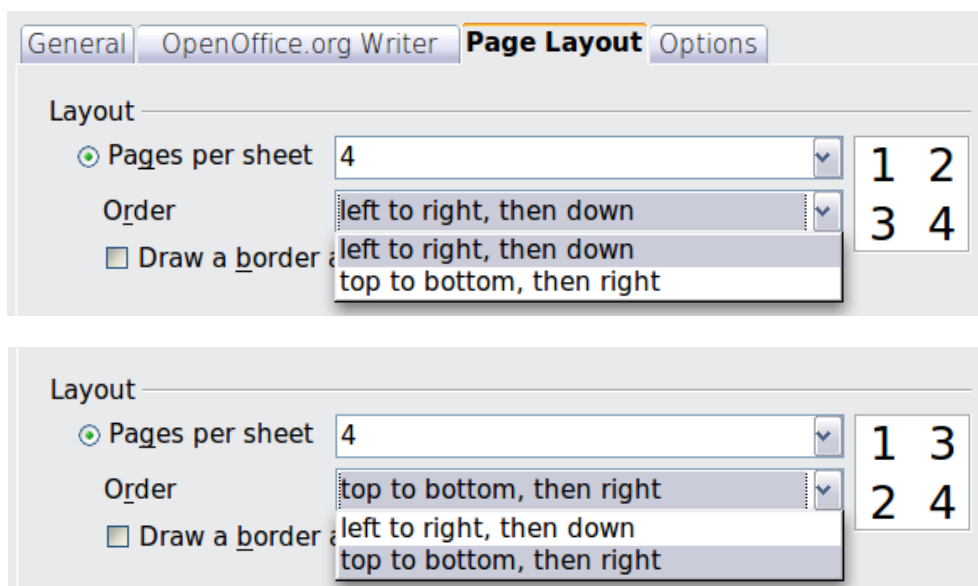 General OpenOffice.org Writer Page Layout Options
Layout
Pages per sheet 4
1 2
Order left to right, then down
3 4
Draw a border
left to right, then down
top to bottom, then right
Layout
Pages per sheet 4
1 3
Order top to bottom, then right
2 4
Draw a border
left to right, then down
top to bottom, then right